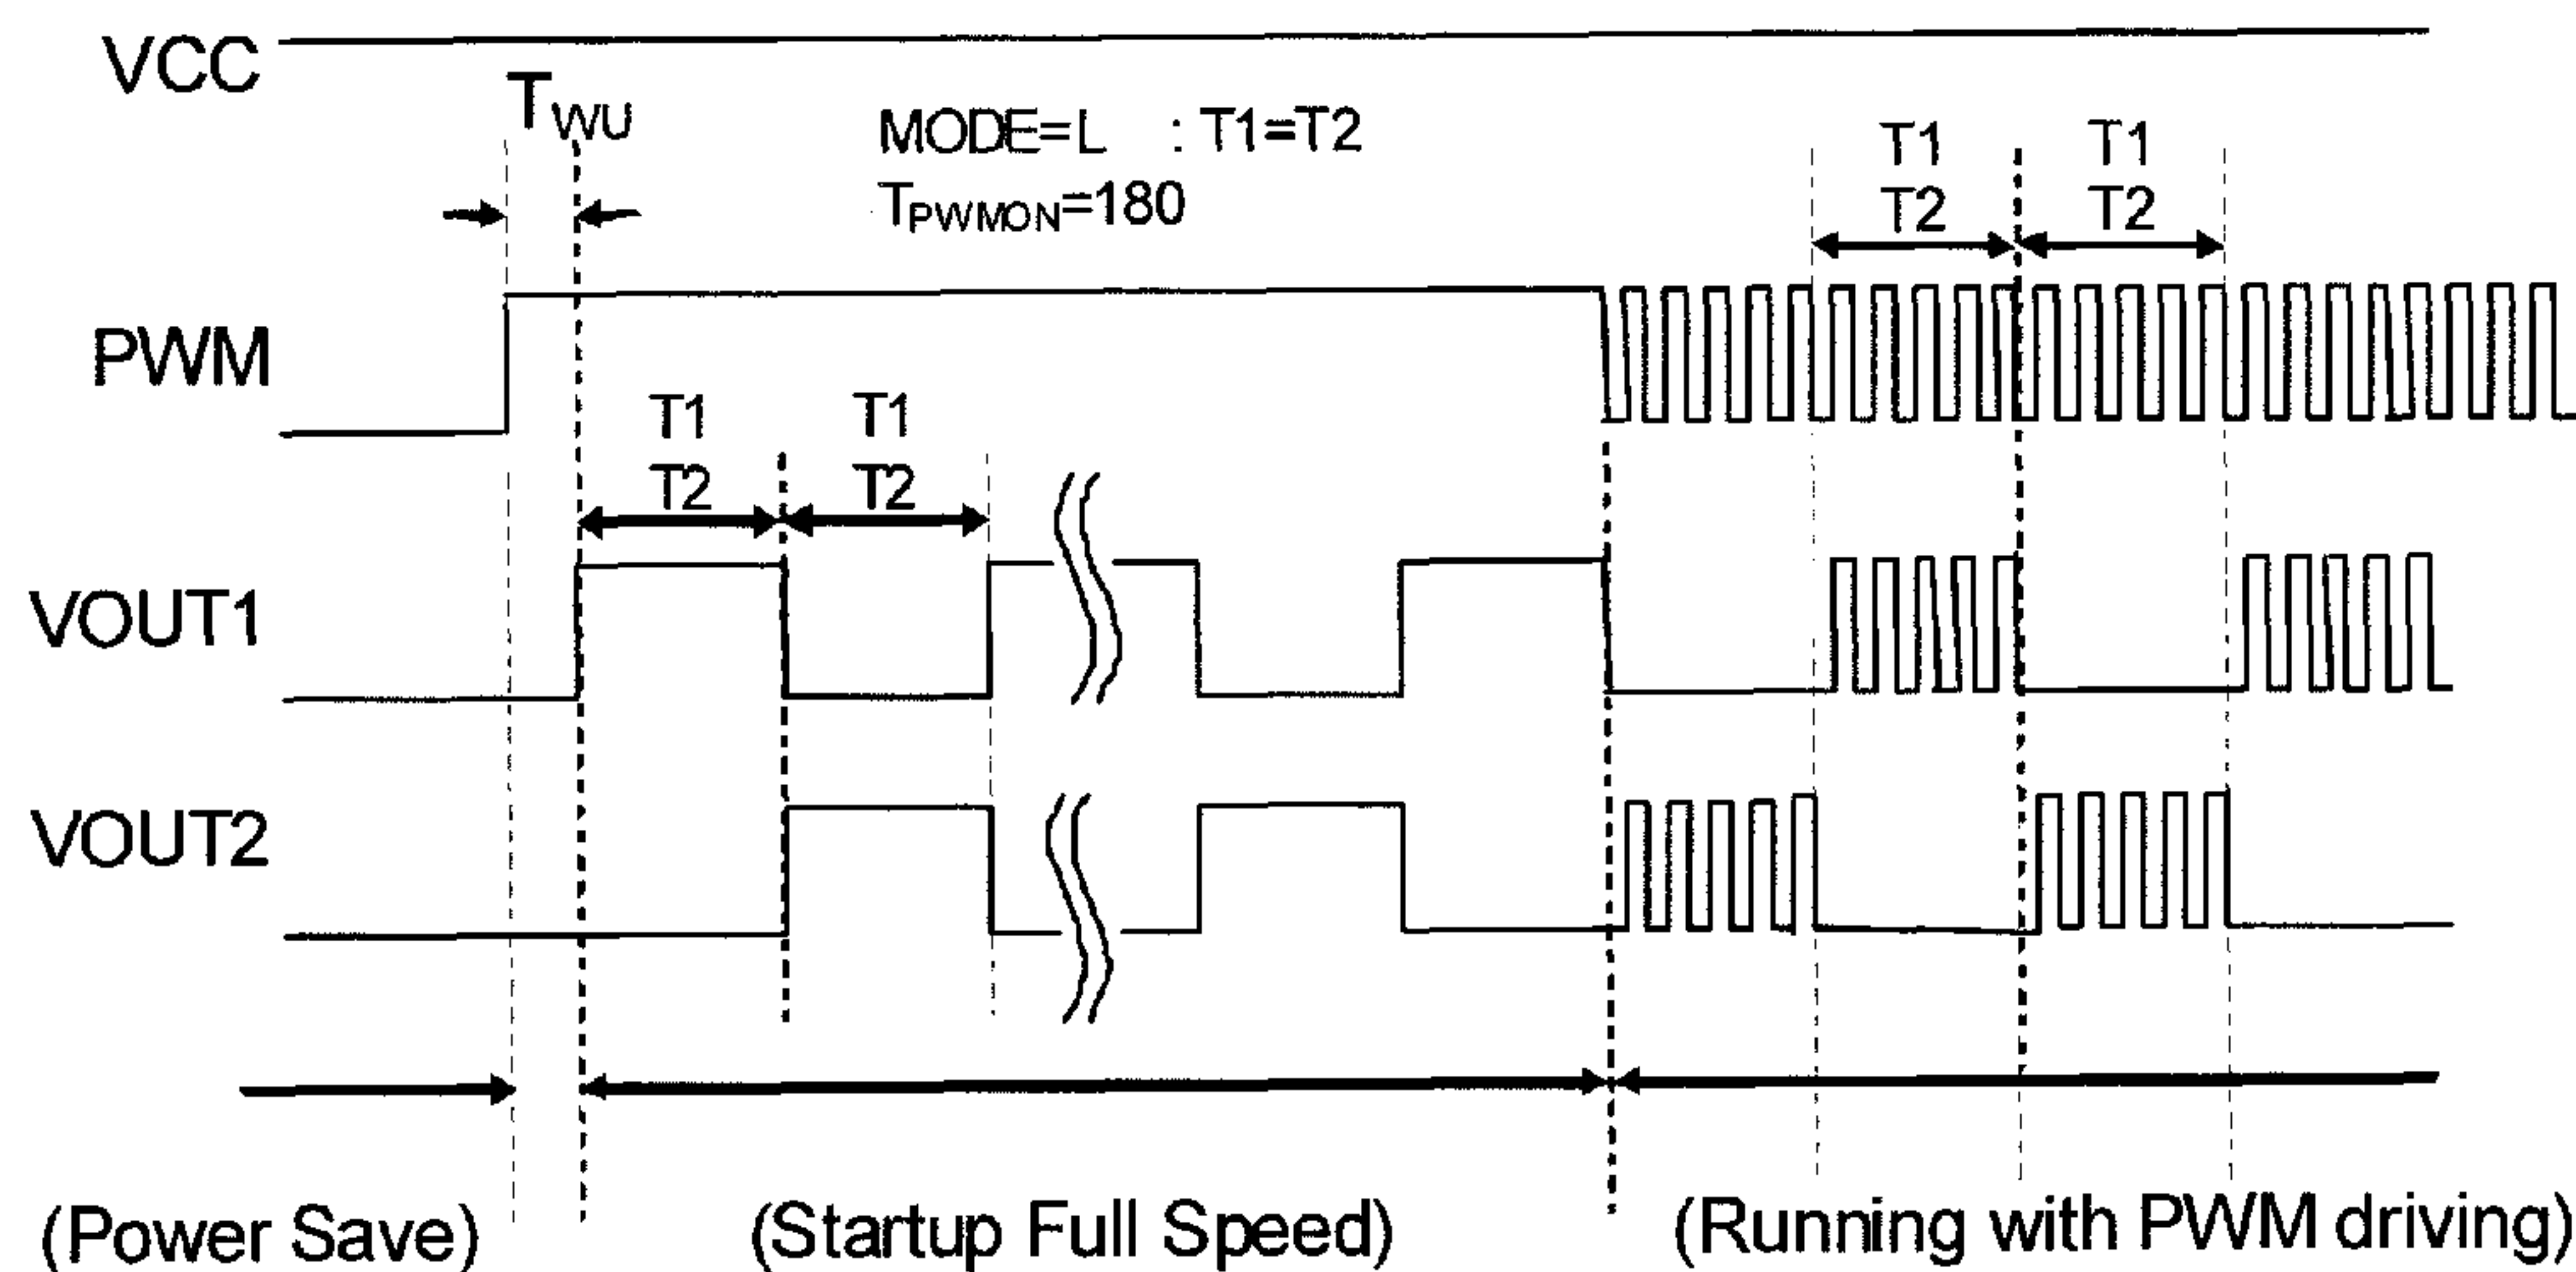 VCC
TWU
MODE=L : T1=T2
TPWMON=180
T1
T2
T1
T2
PWM
T1
T2
T1
T2
VOUT1
VOUT2
(Power Save)
(Startup Full Speed)
(Running with PWM driving)